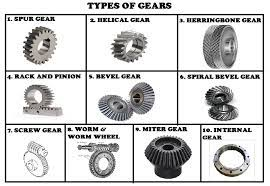 TYPES OF GEARS
1. SPUR GEAR
2. HELICAL GEAR
3. HERRINGBONE GEAR
4. RACK AND PINION
5. BEVEL GEAR
6. SPIRAL BEVEL GEAR
7. SCREW GEAR
8. WORM &
WORM WHEEL
9. MITER GEAR
10. INTERNAL
GEAR